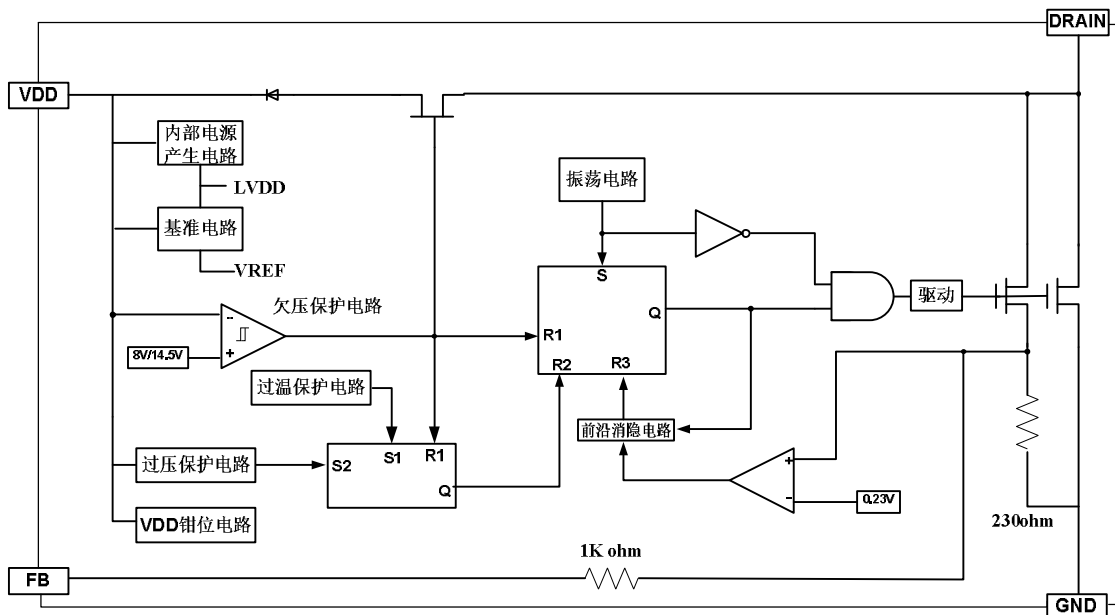 DRAIN
VDD
内部电源
产生电路
LVDD
振荡电路
基准电路
VREF
S
驱动
欠压保护电路
Q
-
+
R1
8V/14.5V
R2
R3
过温保护电路
前沿消隐电路
过压保护电路
S2
S1
R1
Q
+
-
0.23V
VDD钳位电路
230ohm
1K ohm
FB
GND